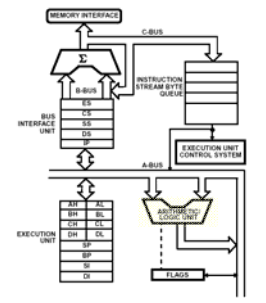 MEMORY INTERFACE
C-BUS
Σ
INSTRUCTION
STREAM BYTE
QUEUE
B-BUS
ES
CS
SS
DS
IP
BUS
INTERFACE
UNIT
EXECUTION UNIT
CONTROL SYSTEM
A-BUS
AH AL
BH BL
CH CL
DH DL
SP
BP
SI
DI
EXECUTION
UNIT
ARITHMETIC/
LOGIC UNIT
FLAGS